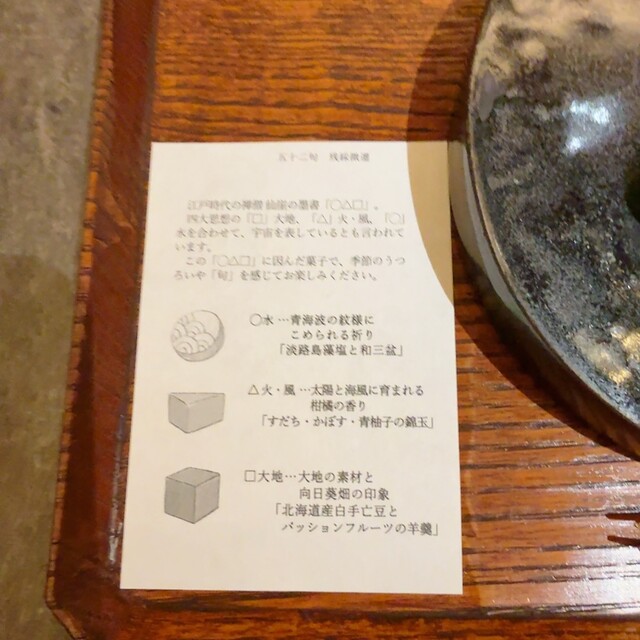 五十二旬　残緑微道
江戸時代の禅僧 仙厓の墨書「○△□」。
四大思想の「□」大地、「△」火・風、「○」
水を合わせて、宇宙を表しているとも言われて
います。
この「○△□」に因んだ菓子で、季節のうつ
ろいや「旬」を感じてお楽しみください。
○水…青海波の紋様に
こめられる祈り
「淡路島藻塩と和三盆」
△火・風…太陽と海風に育まれる
柑橘の香り
「すだち・かぼす・青柚子の錦玉」
□大地…大地の素材と
向日葵畑の印象
「北海道産白手亡豆と
パッションフルーツの羊羹」